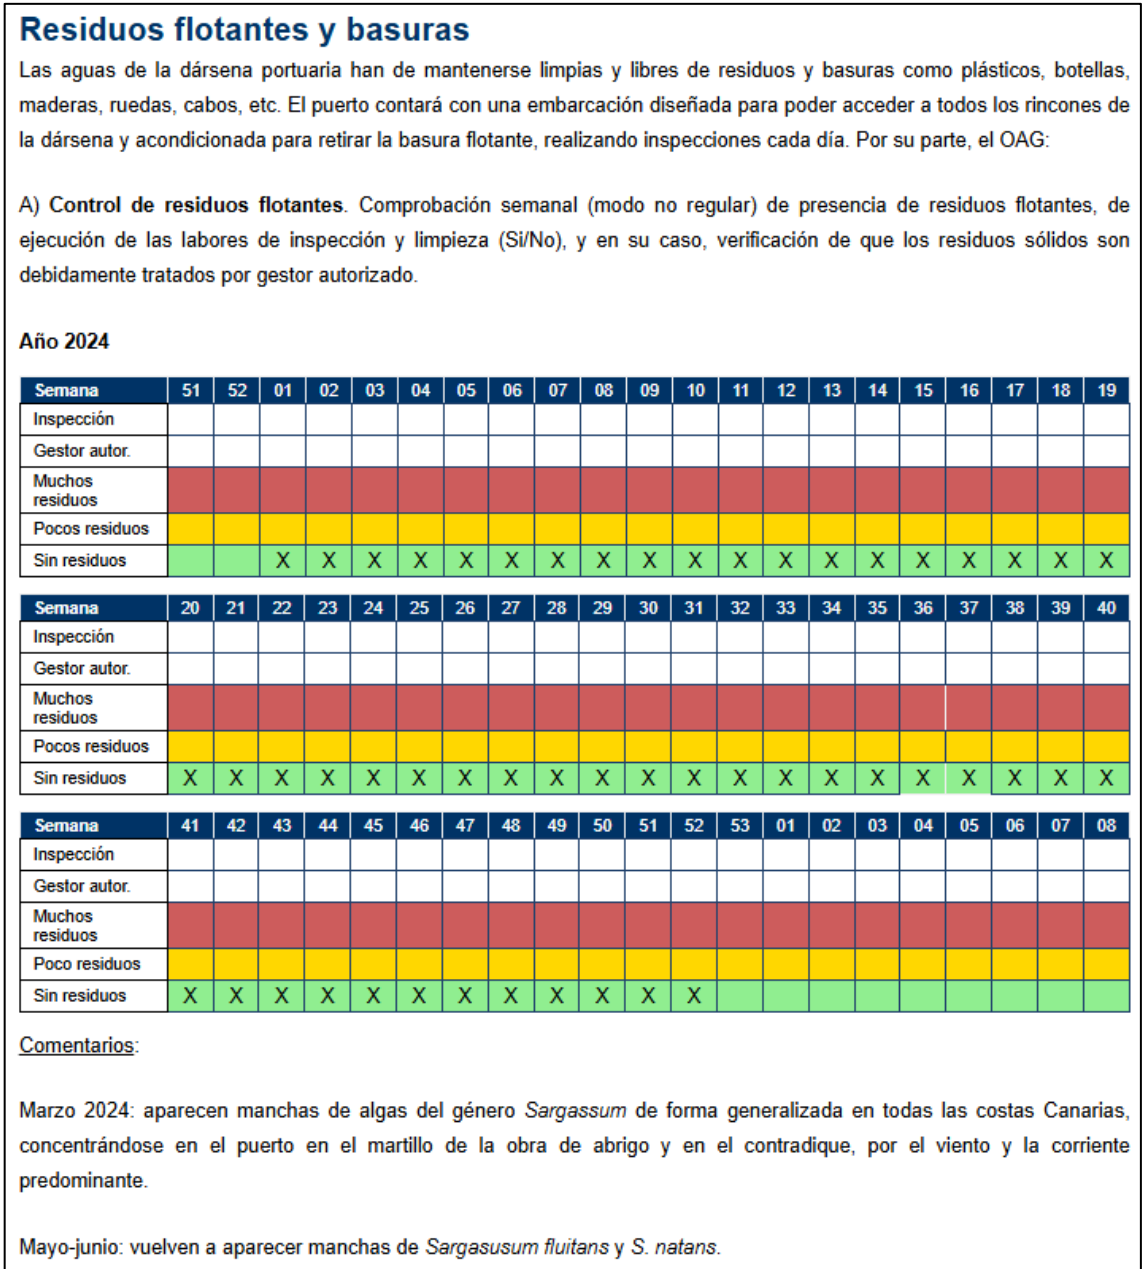 Residuos flotantes y basuras
Las aguas de la dársena portuaria han de mantenerse limpias y libres de residuos y basuras como plásticos, botellas,
maderas, ruedas, cabos, etc. El puerto contará con una embarcación diseñada para poder acceder a todos los rincones de
la dársena y acondicionada para retirar la basura flotante, realizando inspecciones cada día. Por su parte, el OAG:
A) Control de residuos flotantes. Comprobación semanal (modo no regular) de presencia de residuos flotantes, de
ejecución de las labores de inspección y limpieza (Si/No), y en su caso, verificación de que los residuos sólidos son
debidamente tratados por gestor autorizado.
Año 2024
Semana 51 52 01 02 03 04 05 06 07 08 09 10 11 12 13 14 15 16 17 18 19
Inspección
Gestor autor.
Muchos
residuos
Pocos residuos
Sin residuos X X X X X X X X X X X X X X X X X X X
Semana 20 21 22 23 24 25 26 27 28 29 30 31 32 33 34 35 36 37 38 39 40
Inspección
Gestor autor.
Muchos
residuos
Pocos residuos
Sin residuos X X X X X X X X X X X X X X X X X X X X X
Semana 41 42 43 44 45 46 47 48 49 50 51 52 53 01 02 03 04 05 06 07 08
Inspección
Gestor autor.
Muchos
residuos
Poco residuos
Sin residuos X X X X X X X X X X X X
Comentarios:
Marzo 2024: aparecen manchas de algas del género Sargassum de forma generalizada en todas las costas Canarias,
concentrándose en el puerto en el martillo de la obra de abrigo y en el contradique, por el viento y la corriente
predominante.
Mayo-junio: vuelven a aparecer manchas de Sargasusum fluitans y S. natans.